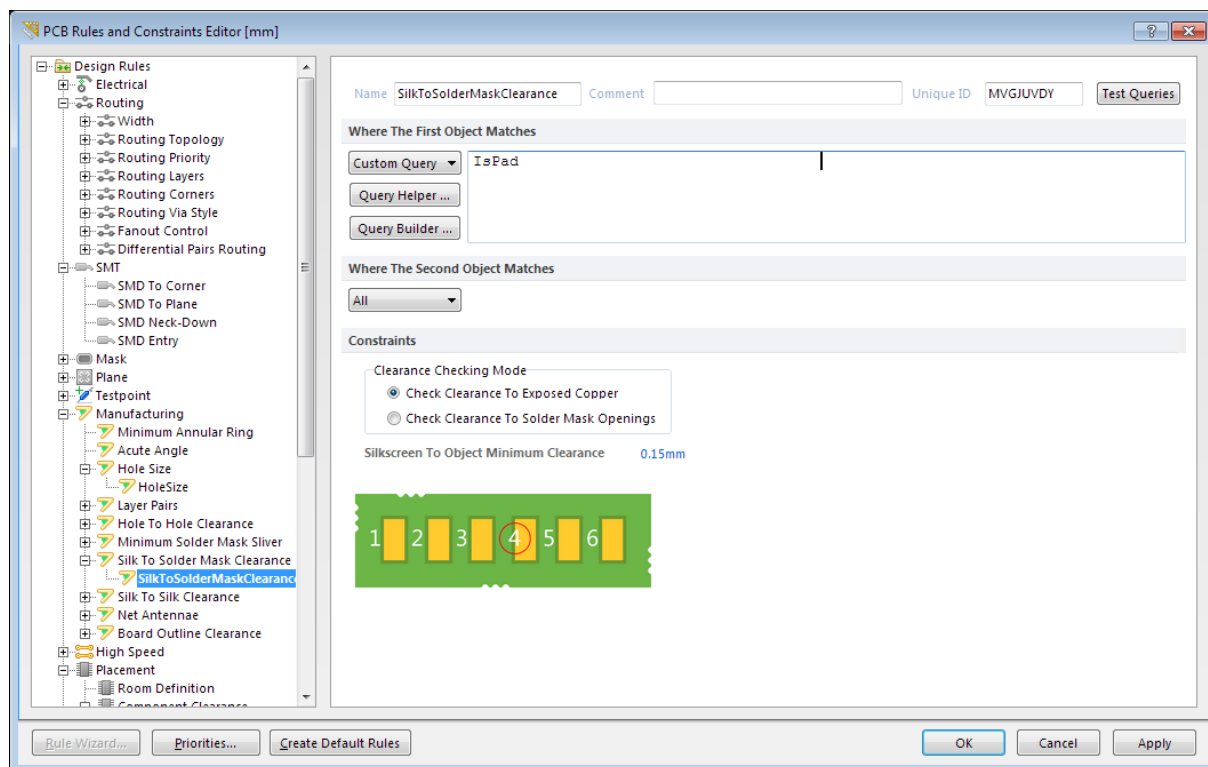 PCB Rules and Constraints Editor [mm]
Design Rules
Electrical
Routing
Width
Routing Topology
Routing Priority
Routing Layers
Routing Corners
Routing Via Style
Fanout Control
Differential Pairs Routing
SMT
SMD To Corner
SMD To Plane
SMD Neck-Down
SMD Entry
Mask
Plane
Testpoint
Manufacturing
Minimum Annular Ring
Acute Angle
Hole Size
HoleSize
Layer Pairs
Hole To Hole Clearance
Minimum Solder Mask Sliver
Silk To Solder Mask Clearance
SilkToSolderMaskClearanc
Silk To Silk Clearance
Net Antennae
Board Outline Clearance
High Speed
Placement
Room Definition
Component Clearance
Name SilkToSolderMaskClearance Comment Unique ID MVGJUVDY Test Queries
Where The First Object Matches
Custom Query IsPad
Query Helper ...
Query Builder ...
Where The Second Object Matches
All
Constraints
Clearance Checking Mode
Check Clearance To Exposed Copper
Check Clearance To Solder Mask Openings
Silkscreen To Object Minimum Clearance 0.15mm
1 2 3 4 5 6
Rule Wizard... Priorities... Create Default Rules OK Cancel Apply